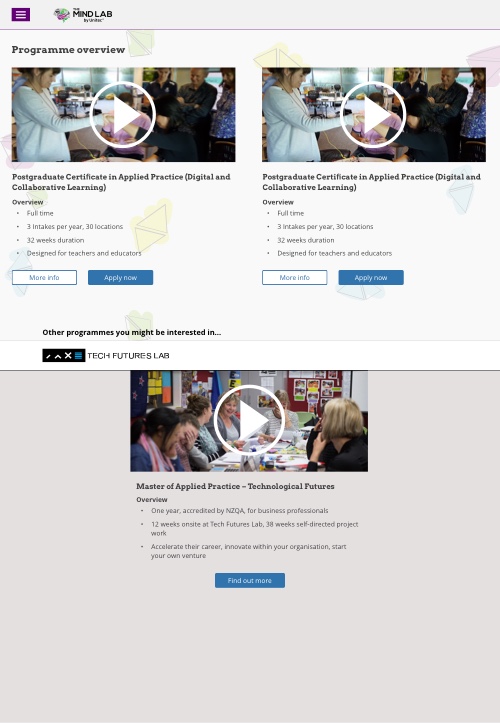 THE
MIND LAB
by Unitec
Programme overview
Postgraduate Certificate in Applied Practice (Digital and
Collaborative Learning)
Overview
• Full time
• 3 Intakes per year, 30 locations
• 32 weeks duration
• Designed for teachers and educators
More info
Apply now
Postgraduate Certificate in Applied Practice (Digital and
Collaborative Learning)
Overview
• Full time
• 3 Intakes per year, 30 locations
• 32 weeks duration
• Designed for teachers and educators
More info
Apply now
Other programmes you might be interested in...
TECH FUTURES LAB
Master of Applied Practice – Technological Futures
Overview
• One year, accredited by NZQA, for business professionals
• 12 weeks onsite at Tech Futures Lab, 38 weeks self-directed project
work
• Accelerate their career, innovate within your organisation, start
your own venture
Find out more